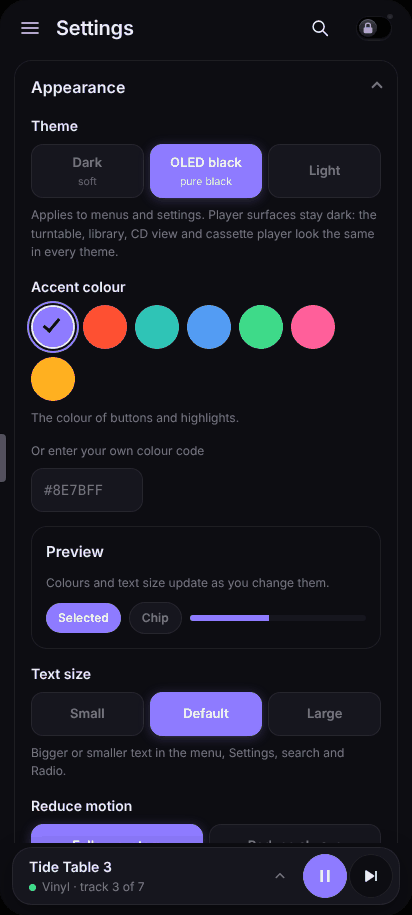 Settings
Appearance
Theme
Dark
soft
OLED black
pure black
Light
Applies to menus and settings. Player surfaces stay dark: the
turntable, library, CD view and cassette player look the same
in every theme.
Accent colour
The colour of buttons and highlights.
Or enter your own colour code
#8E7BFF
Preview
Colours and text size update as you change them.
Selected
Chip
Text size
Small
Default
Large
Bigger or smaller text in the menu, Settings, search and
Radio.
Reduce motion
Tide Table 3
Vinyl · track 3 of 7